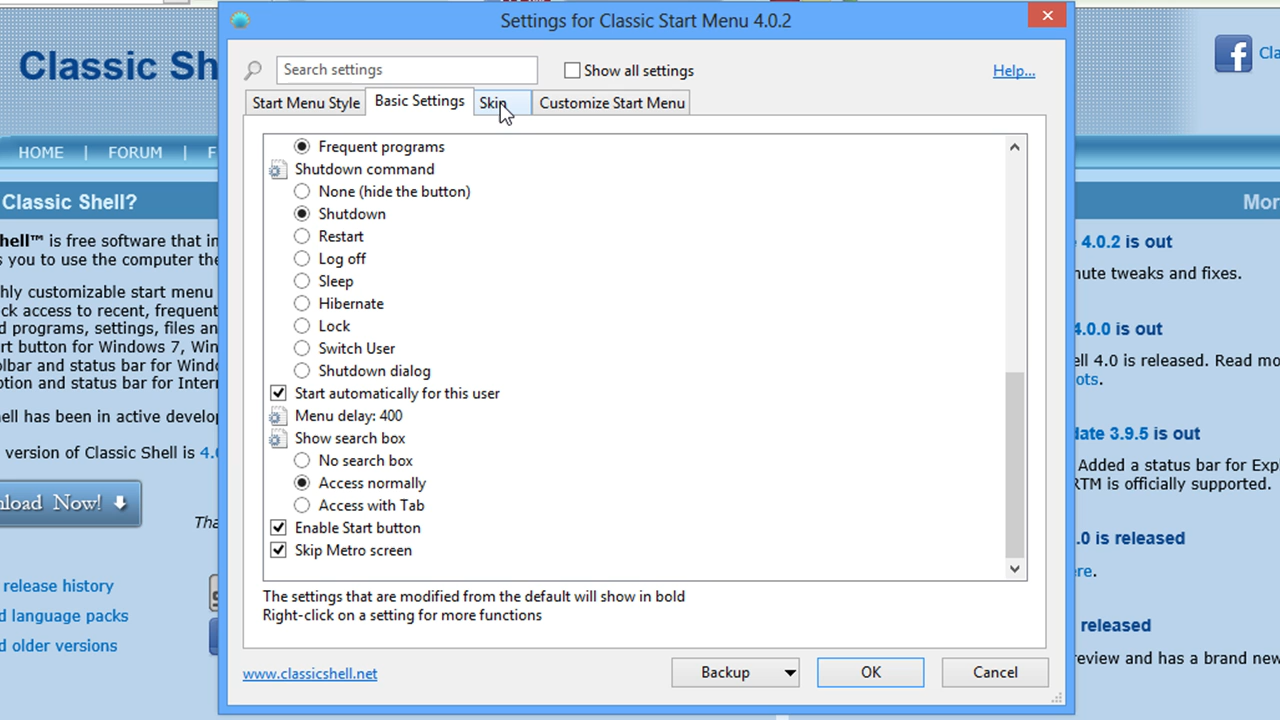 Settings for Classic Start Menu 4.0.2
Classic Sh
Cla
Search settings
Show all settings
Help...
Start Menu Style
Basic Settings
Skin
Customize Start Menu
HOME | FORUM | F
Classic Shell?
Mor
hell™ is free software that in
s you to use the computer the
hly customizable start menu
ck access to recent, frequent
d programs, settings, files an
rt button for Windows 7, Win
olbar and status bar for Windo
ption and status bar for Inter
hell has been in active develop
version of Classic Shell is 4.0
nload Now!
Tha
release history
d language packs
d older versions
Frequent programs
Shutdown command
None (hide the button)
Shutdown
Restart
Log off
Sleep
Hibernate
Lock
Switch User
Shutdown dialog
Start automatically for this user
Menu delay: 400
Show search box
No search box
Access normally
Access with Tab
Enable Start button
Skip Metro screen
The settings that are modified from the default will show in bold
Right-click on a setting for more functions
www.classicshell.net
Backup
OK
Cancel
4.0.2 is out
nute tweaks and fixes.
4.0.0 is out
ell 4.0 is released. Read mo
ots.
date 3.9.5 is out
Added a status bar for Exp
RTM is officially supported.
.0 is released
ere.
released
review and has a brand new